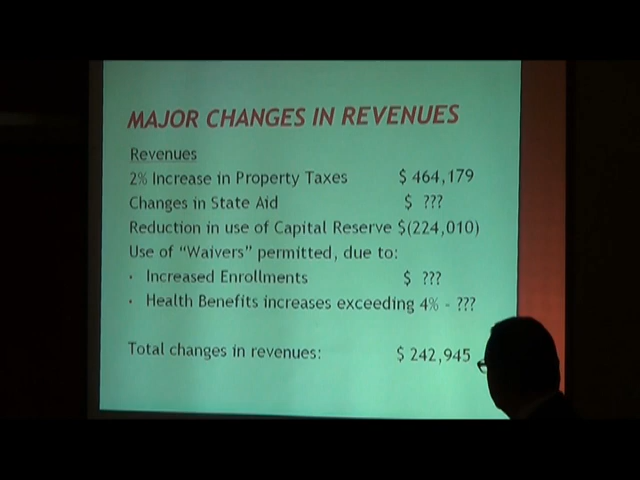 MAJOR CHANGES IN REVENUES
Revenues
2% Increase in Property Taxes $ 464,179
Changes in State Aid $ ???
Reduction in use of Capital Reserve $(224,010)
Use of “Waivers” permitted, due to:
• Increased Enrollments $ ???
• Health Benefits increases exceeding 4% - ???
Total changes in revenues: $ 242,945